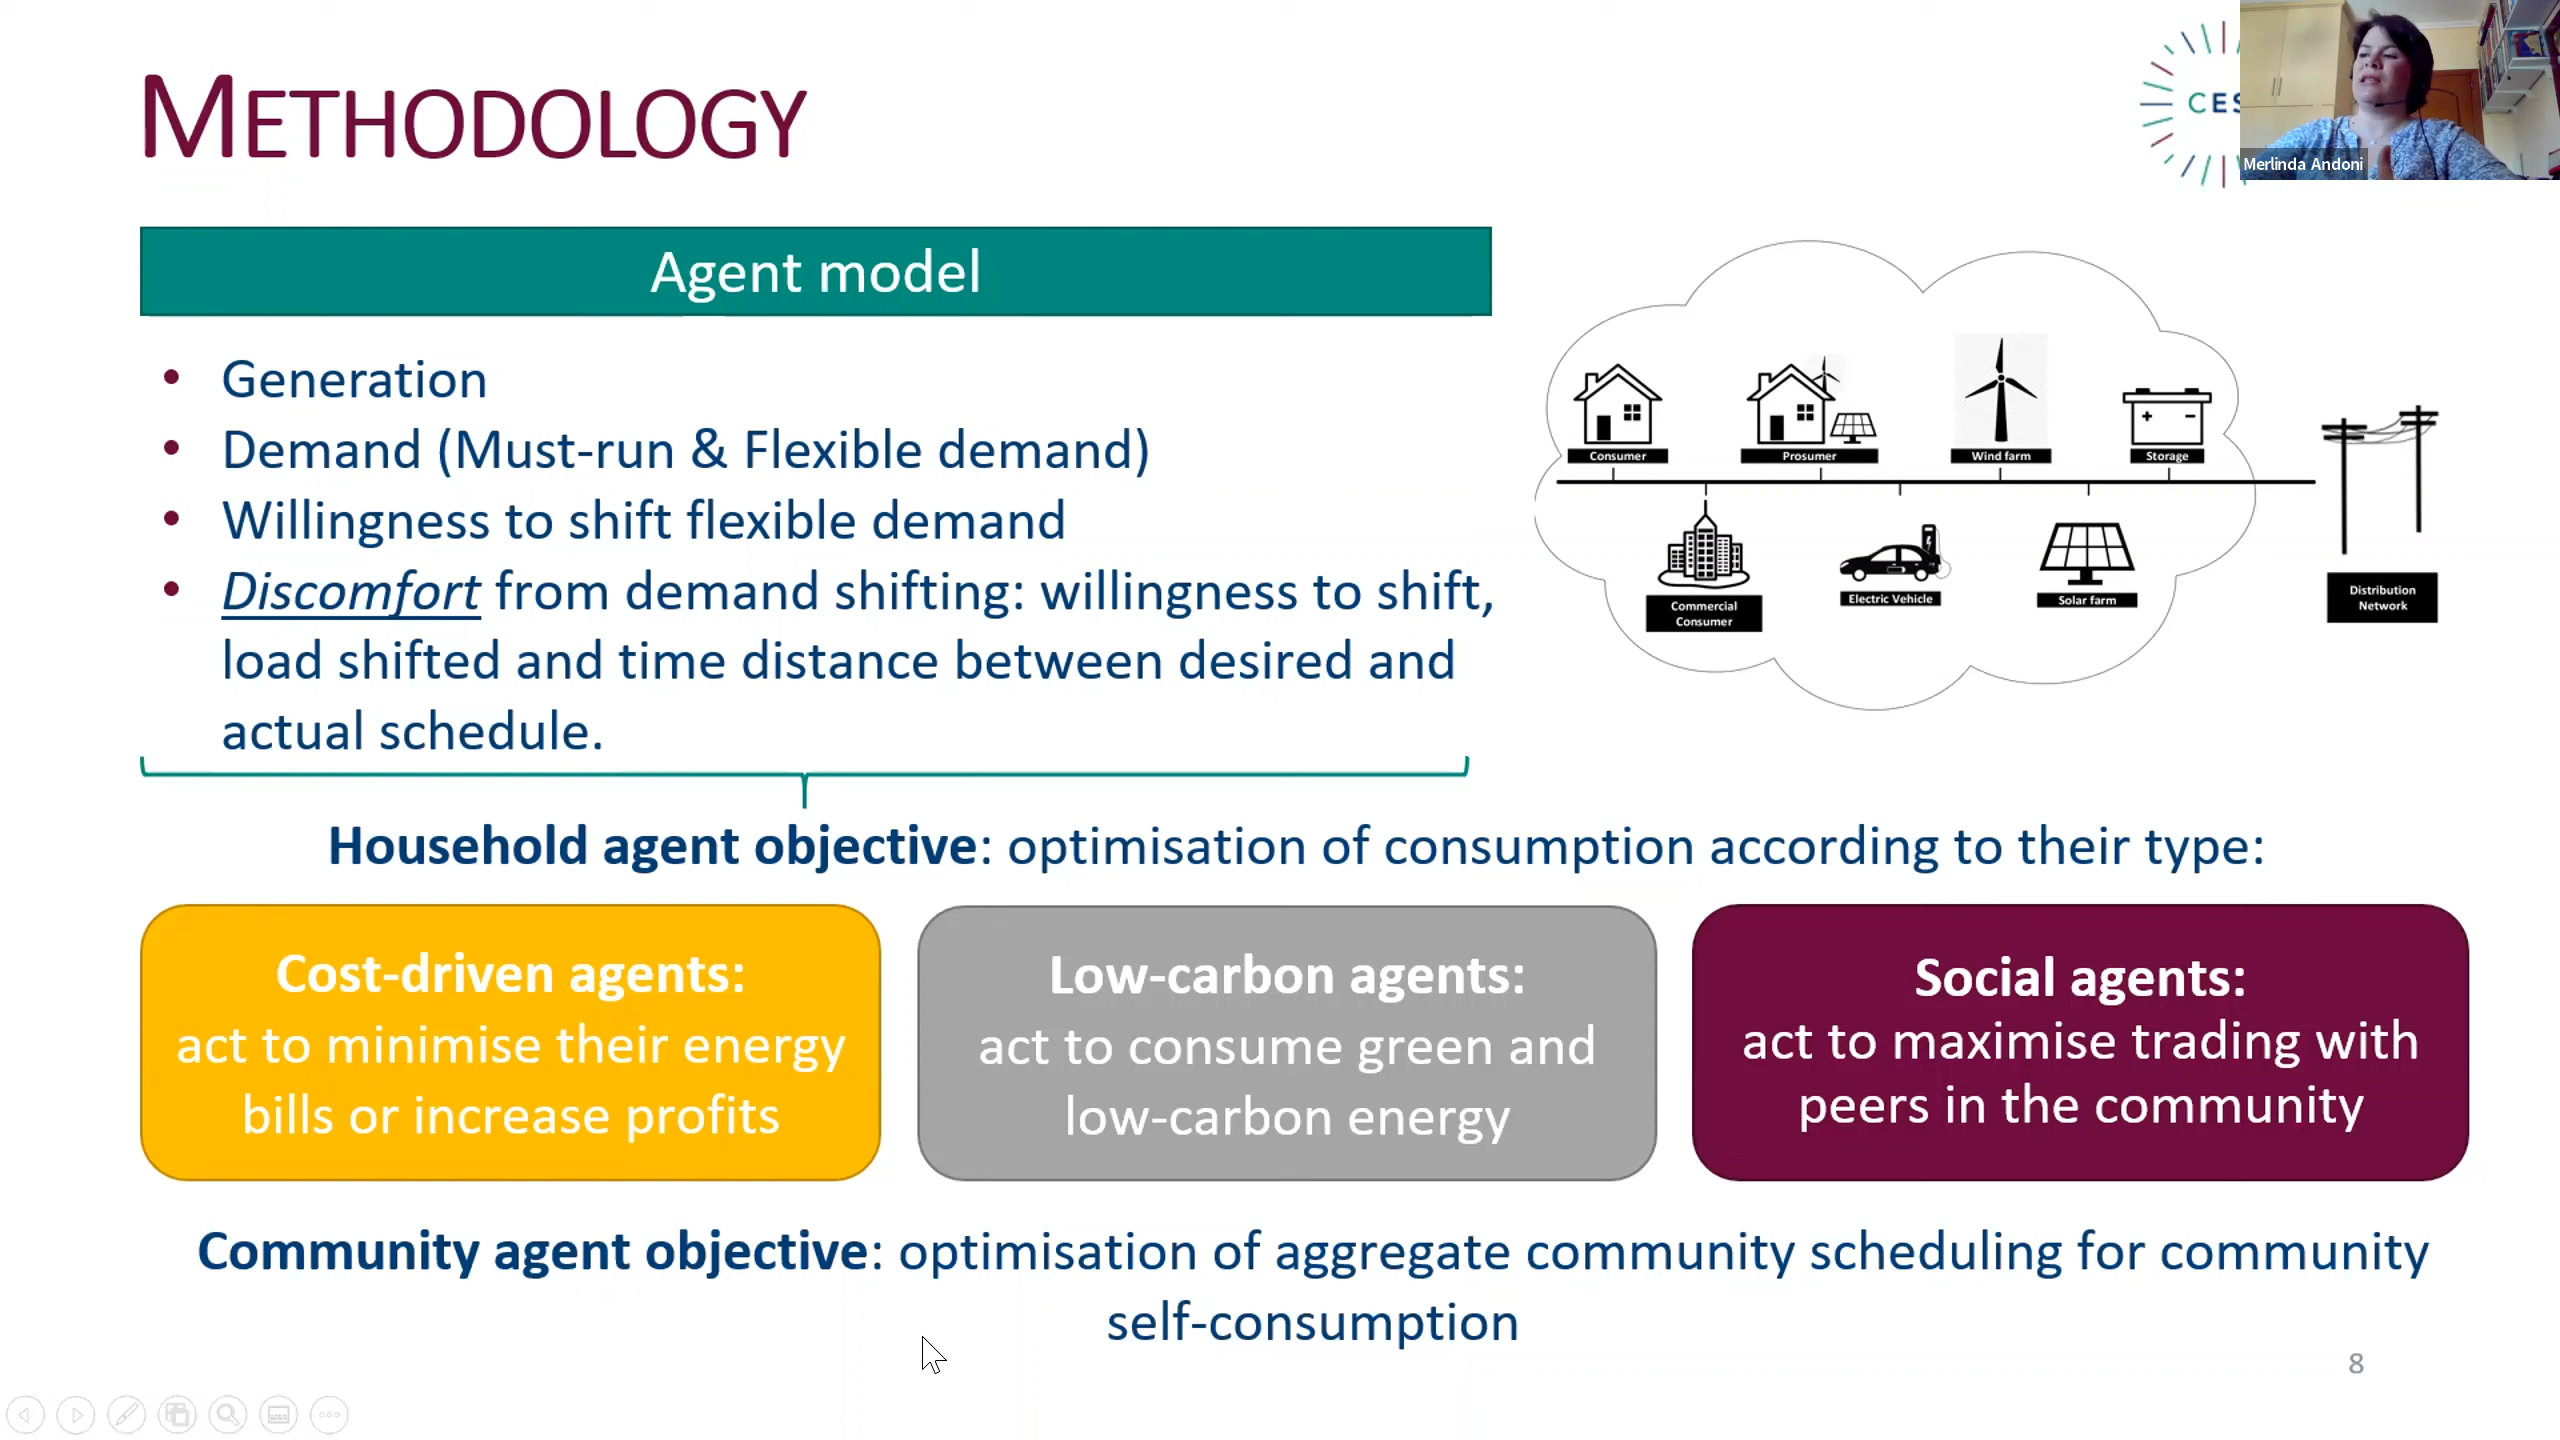 METHODOLOGY
CES
Merlinda Andoni
Agent model
• Generation
• Demand (Must-run & Flexible demand)
• Willingness to shift flexible demand
• Discomfort from demand shifting: willingness to shift,
load shifted and time distance between desired and
actual schedule.
Consumer
Prosumer
Wind farm
Storage
Commercial
Consumer
Electric Vehicle
Solar farm
Distribution
Network
Household agent objective: optimisation of consumption according to their type:
Cost-driven agents:
act to minimise their energy
bills or increase profits
Low-carbon agents:
act to consume green and
low-carbon energy
Social agents:
act to maximise trading with
peers in the community
Community agent objective: optimisation of aggregate community scheduling for community
self-consumption
8